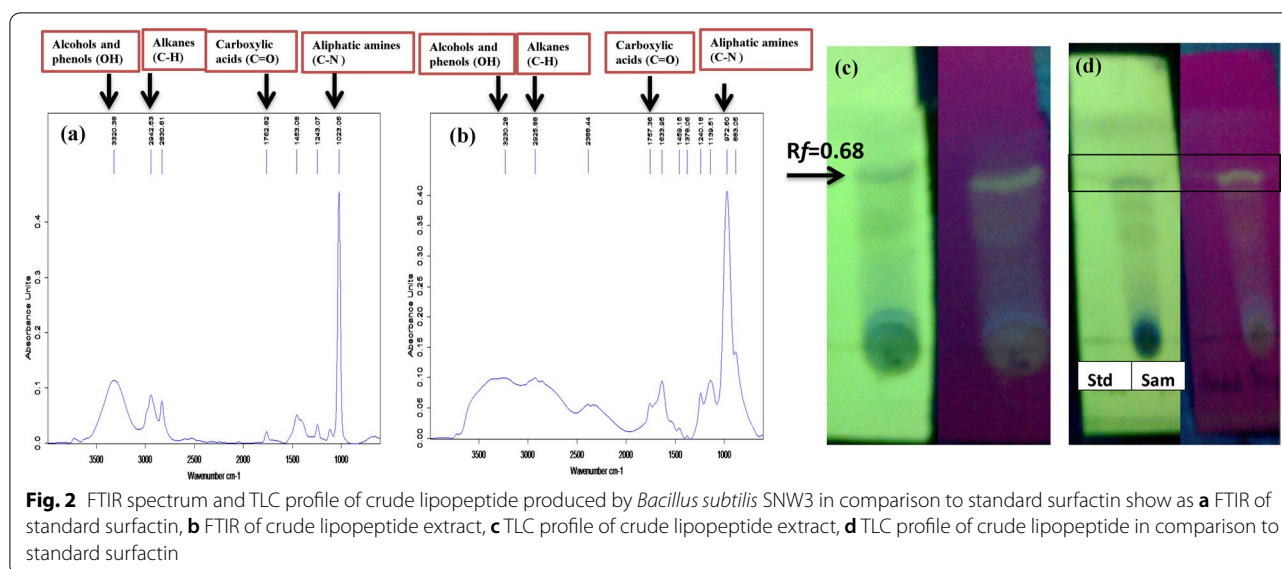 Alcohols and
phenols (OH)
Alkanes
(C-H)
Carboxylic
acids (C=O)
Aliphatic amines
(C-N )
Alcohols and
phenols (OH)
Alkanes
(C-H)
Carboxylic
acids (C=O)
Aliphatic amines
(C-N )
(a)
3320.38
2942.53
2830.61
1762.82
1453.08
1243.07
1023.06
Absorbance Units
0.0
0.1
0.2
0.3
0.4
3500
3000
2500
2000
1500
1000
Wavenumber cm-1
(b)
3230.28
2925.88
2388.44
1757.36
1633.95
1459.15
1378.06
1240.18
1139.51
972.60
883.05
Absorbance Units
0.00
0.05
0.10
0.15
0.20
0.25
0.30
0.35
0.40
3500
3000
2500
2000
1500
1000
Wavenumber cm-1
(c)
Rf=0.68
(d)
Std
Sam
Fig. 2 FTIR spectrum and TLC profile of crude lipopeptide produced by Bacillus subtilis SNW3 in comparison to standard surfactin show as a FTIR of
standard surfactin, b FTIR of crude lipopeptide extract, c TLC profile of crude lipopeptide extract, d TLC profile of crude lipopeptide in comparison to
standard surfactin